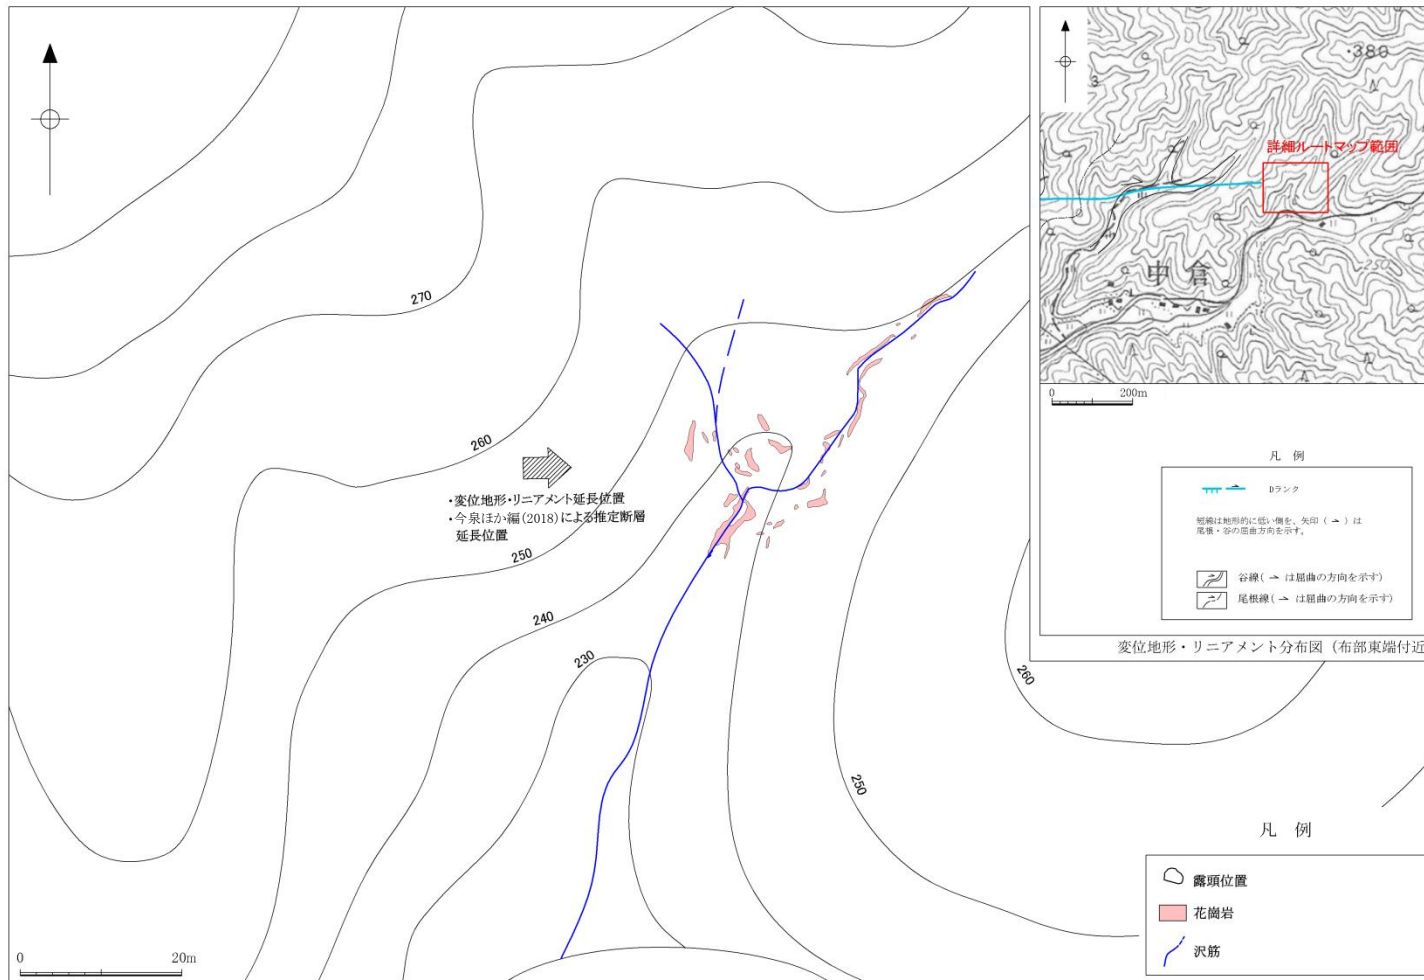 270
260
250
240
230
260
250
・変位地形・リニアメント延長位置
・今泉ほか編(2018)による推定断層
延長位置
0 20m
・380
3
詳細ルートマップ範囲
中倉
0 200m
凡 例
Dランク
短線は地形的に低い側を、矢印( → )は
尾根・谷の屈曲方向を示す。
谷線( → は屈曲の方向を示す)
尾根線( → は屈曲の方向を示す)
変位地形・リニアメント分布図(布部東端付近
凡 例
露頭位置
花崗岩
沢筋